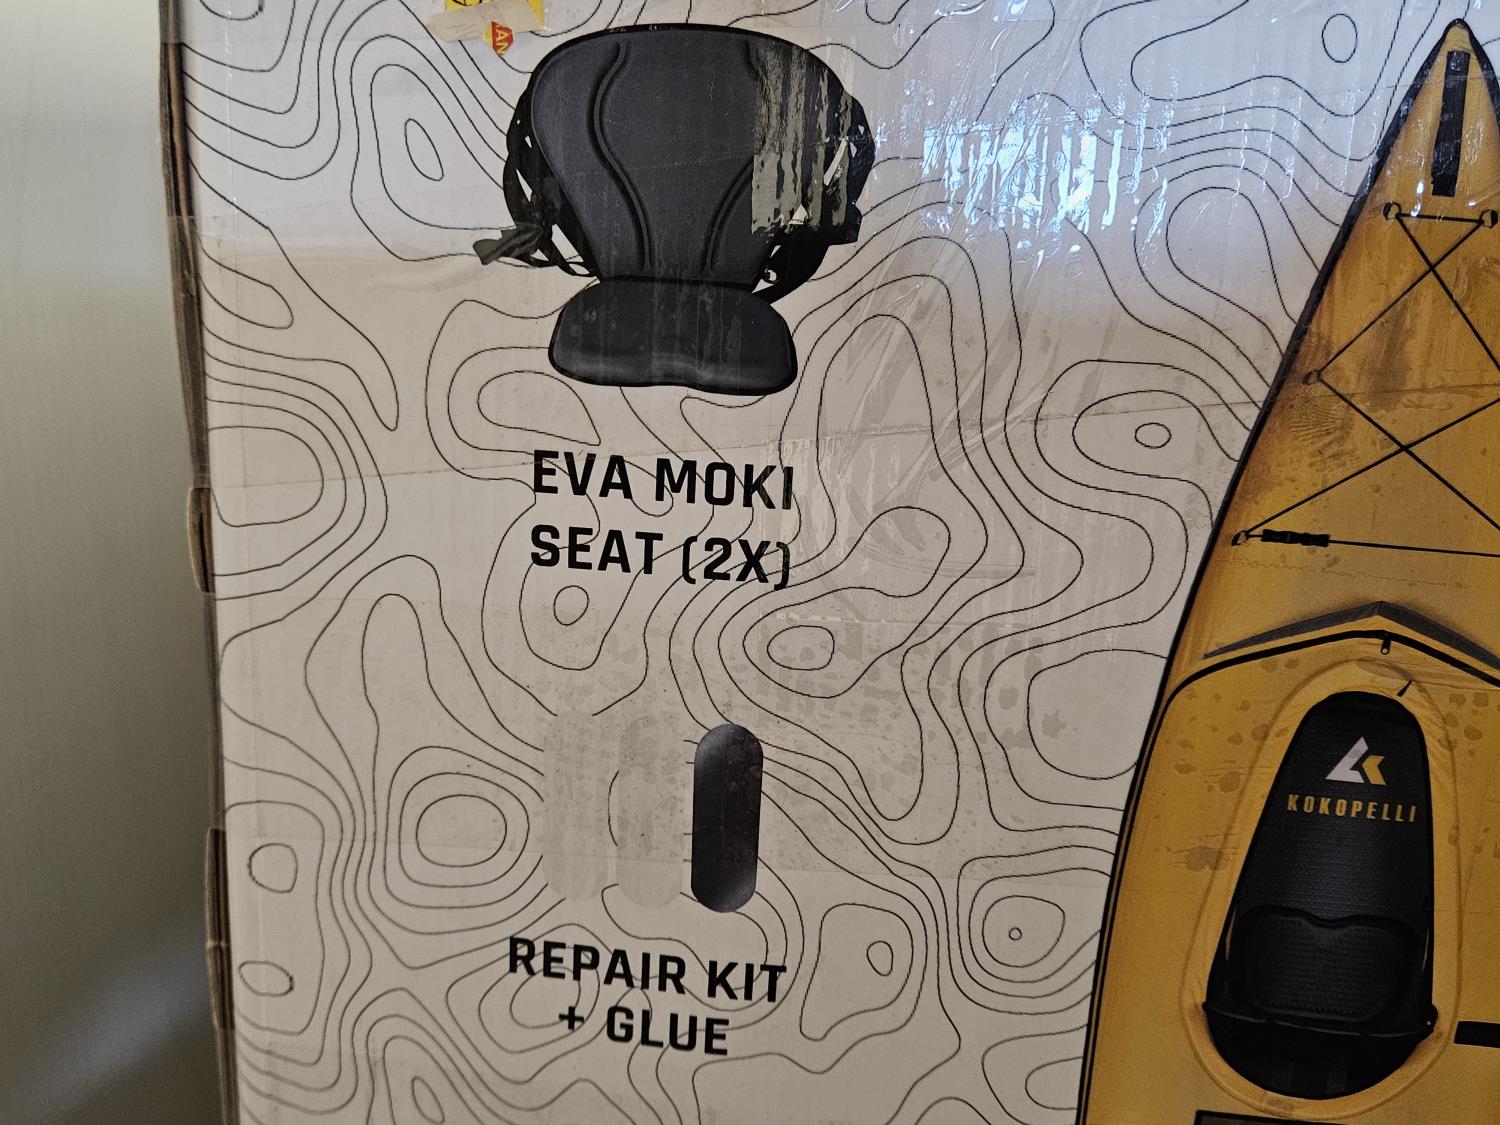 EVA MOKI
SEAT (2X)
KOKOPELLI
REPAIR KIT
+ GLUE